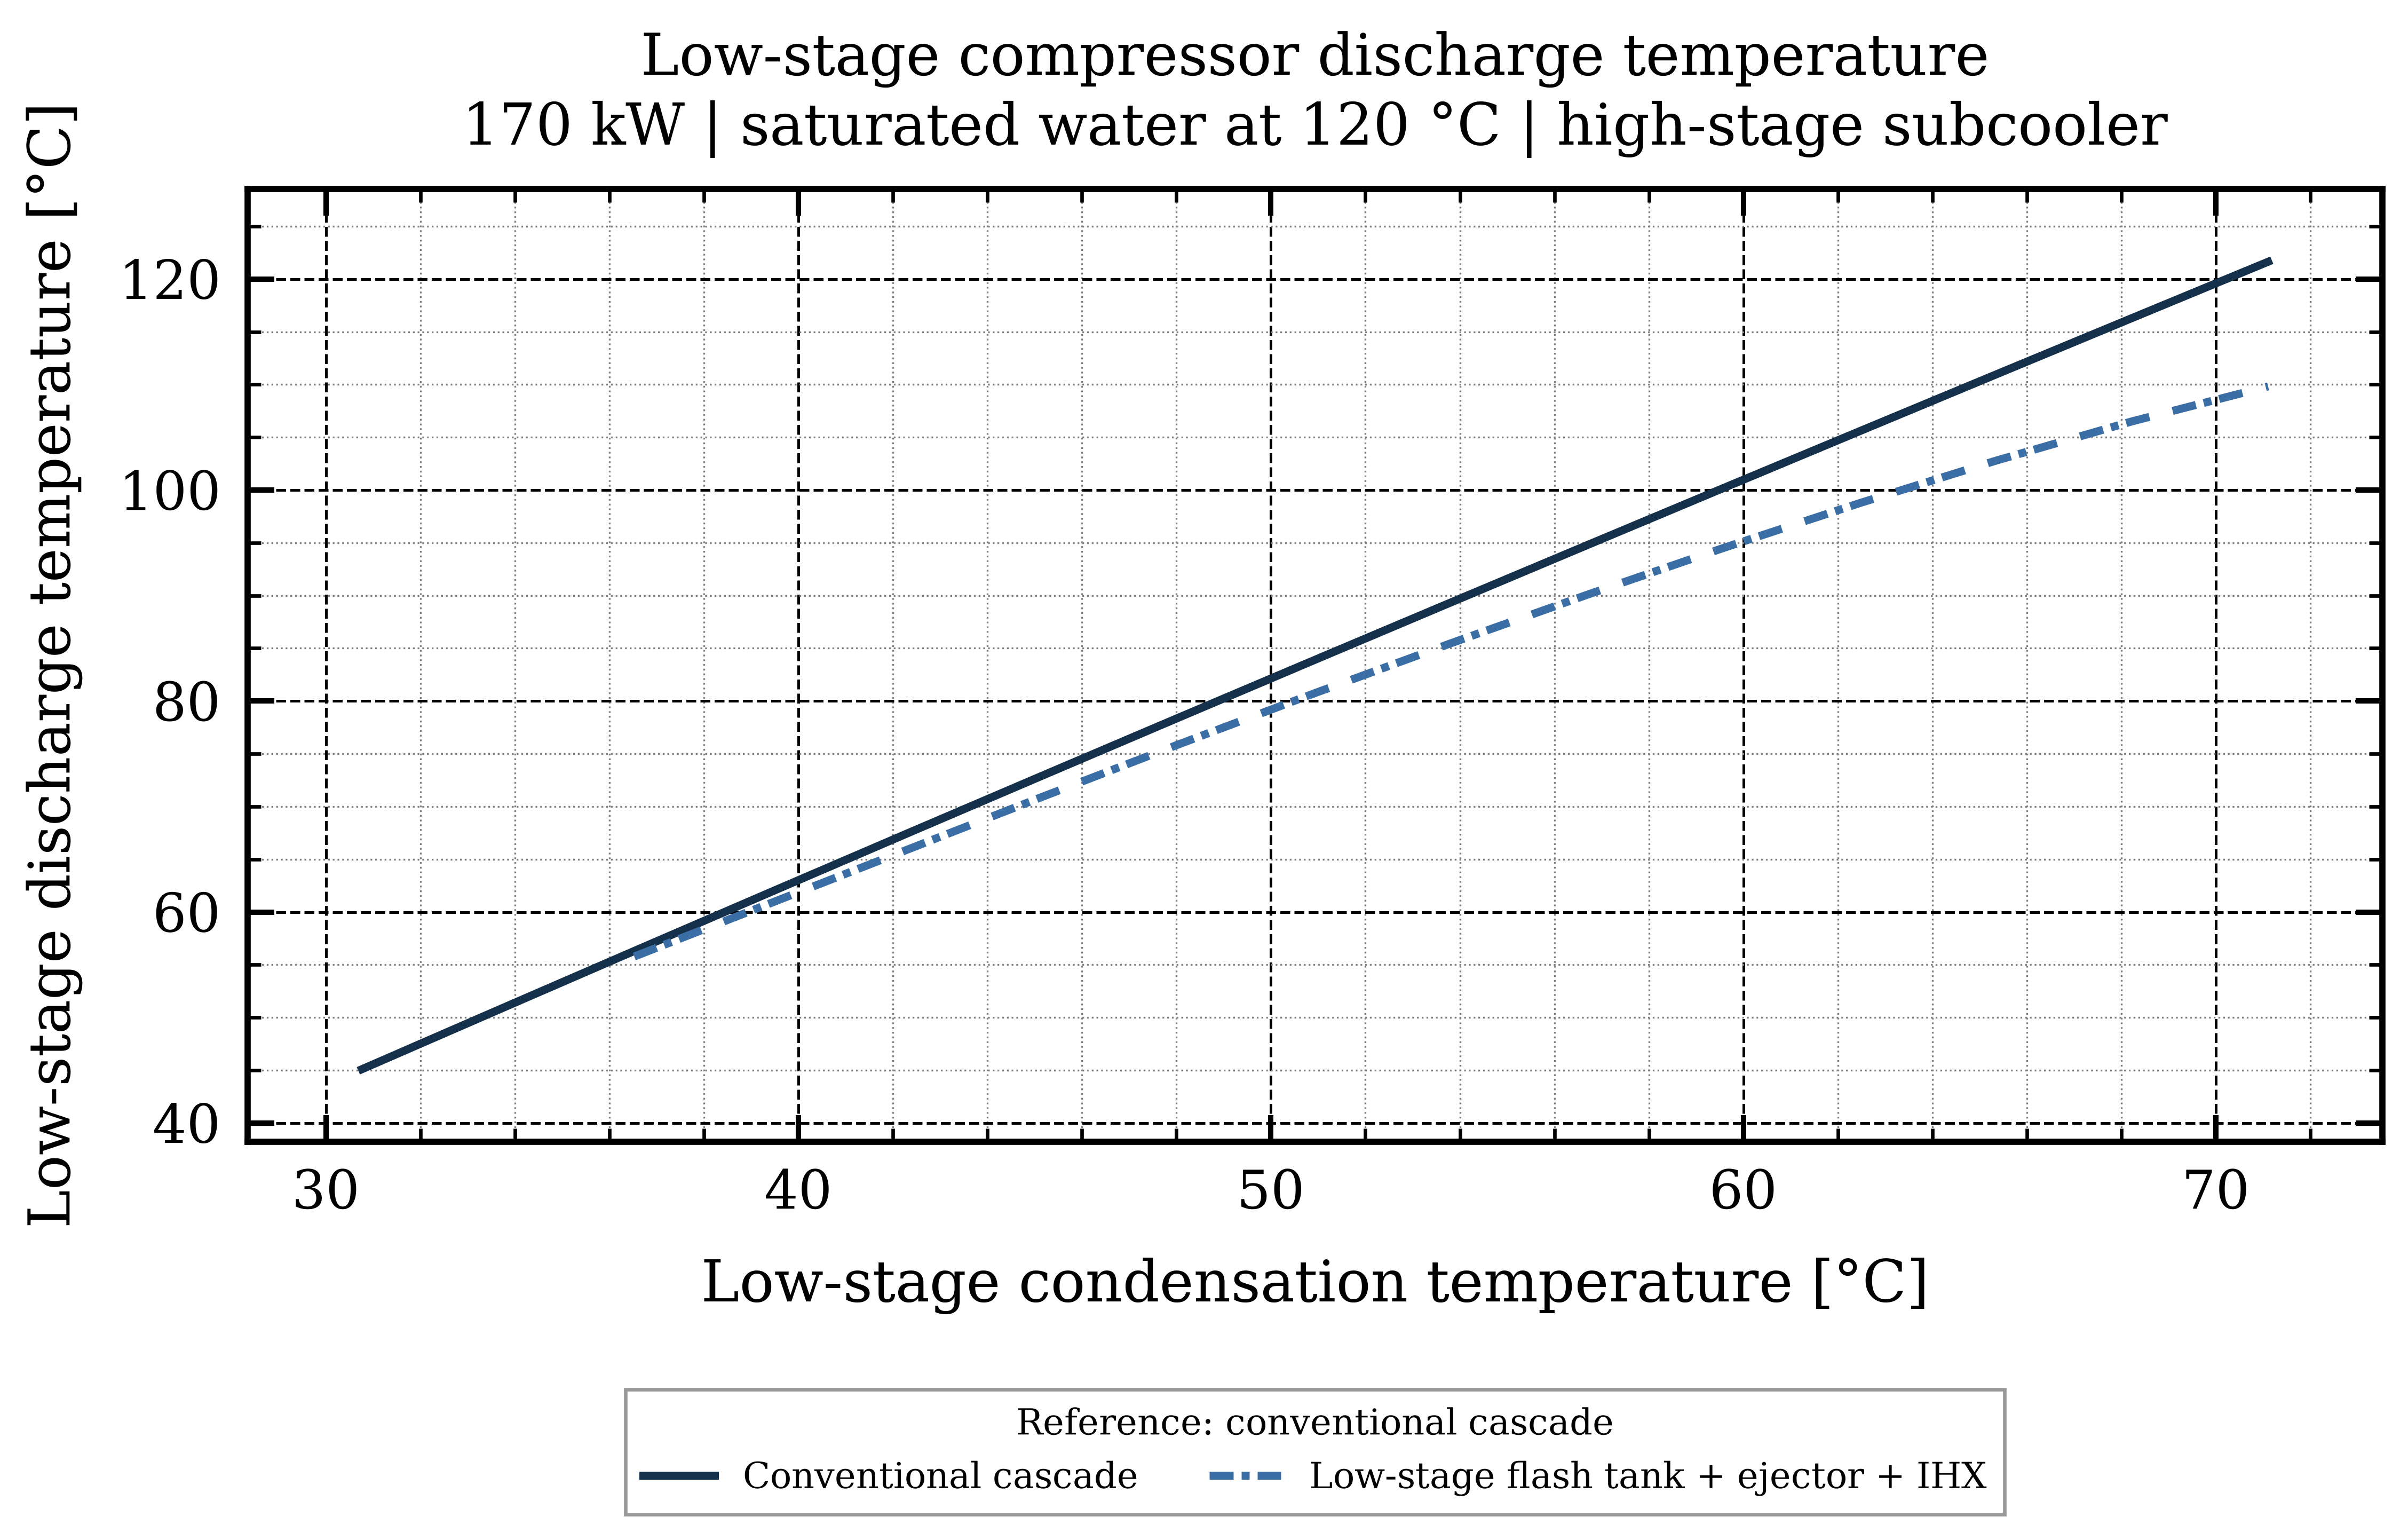 Low-stage compressor discharge temperature
170 kW | saturated water at 120 °C | high-stage subcooler
Low-stage discharge temperature [°C]
120
100
80
60
40
30 40 50 60 70
Low-stage condensation temperature [°C]
Reference: conventional cascade
Conventional cascade Low-stage flash tank + ejector + IHX